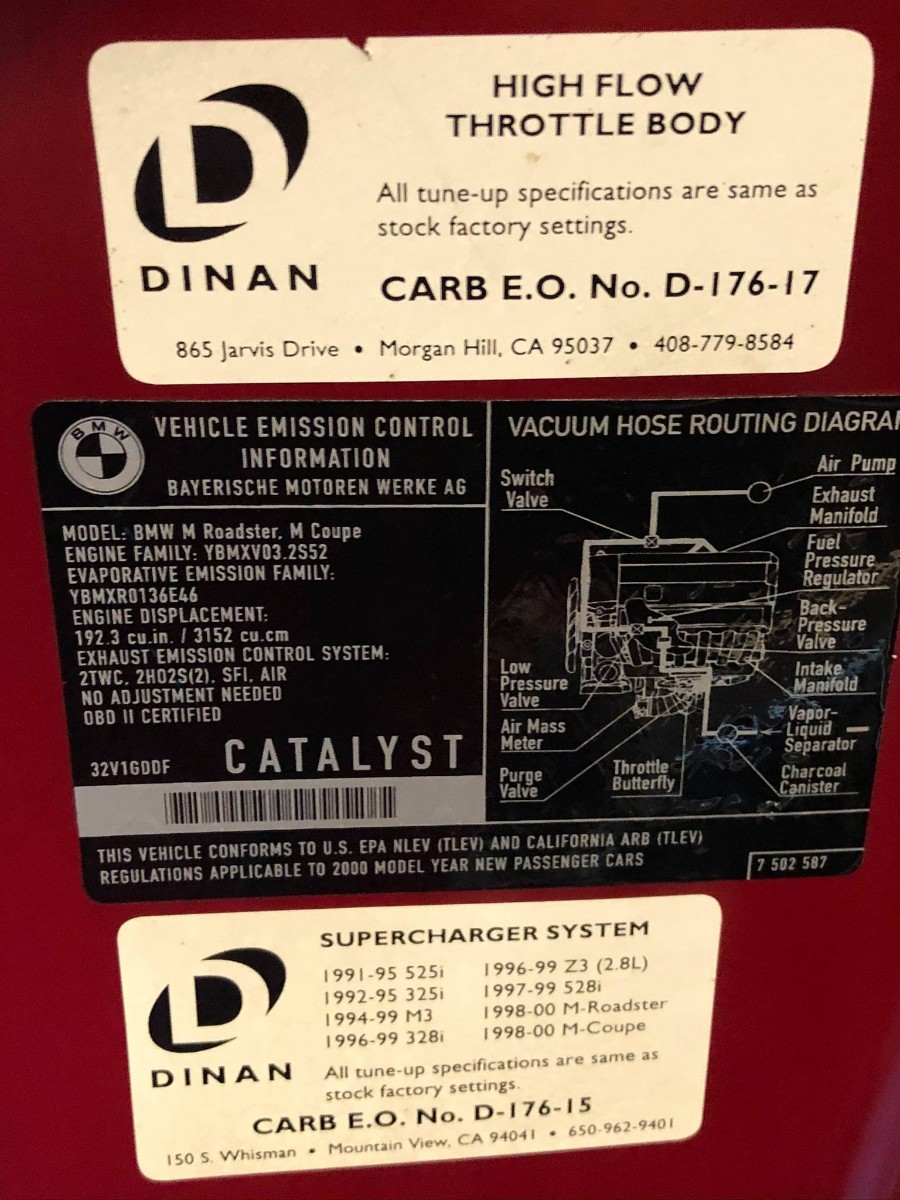 HIGH FLOW
THROTTLE BODY
All tune-up specifications are same as
stock factory settings.
DINAN
CARB E.O. No. D-176-17
865 Jarvis Drive • Morgan Hill, CA 95037 • 408-779-8584
BMW
VEHICLE EMISSION CONTROL
INFORMATION
BAYERISCHE MOTOREN WERKE AG
MODEL: BMW M Roadster, M Coupe
ENGINE FAMILY: YBMXV03.2S52
EVAPORATIVE EMISSION FAMILY:
YBMXR0136E46
ENGINE DISPLACEMENT:
192.3 cu.in. / 3152 cu.cm
EXHAUST EMISSION CONTROL SYSTEM:
2TWC, 2HO2S(2), SFI, AIR
NO ADJUSTMENT NEEDED
OBD II CERTIFIED
32V1GDDF
CATALYST
VACUUM HOSE ROUTING DIAGRAM
Switch
Valve
Air Pump
Exhaust
Manifold
Fuel
Pressure
Regulator
Back-
Pressure
Valve
Low
Pressure
Valve
Intake
Manifold
Air Mass
Meter
Vapor-
Liquid
Separator
Purge
Valve
Throttle
Butterfly
Charcoal
Canister
THIS VEHICLE CONFORMS TO U.S. EPA NLEV (TLEV) AND CALIFORNIA ARB (TLEV)
REGULATIONS APPLICABLE TO 2000 MODEL YEAR NEW PASSENGER CARS
7 502 587
SUPERCHARGER SYSTEM
1991-95 525i 1996-99 Z3 (2.8L)
1992-95 325i 1997-99 528i
1994-99 M3 1998-00 M-Roadster
1996-99 328i 1998-00 M-Coupe
DINAN
All tune-up specifications are same as
stock factory settings.
CARB E.O. No. D-176-15
150 S. Whisman • Mountain View, CA 94041 • 650-962-9401